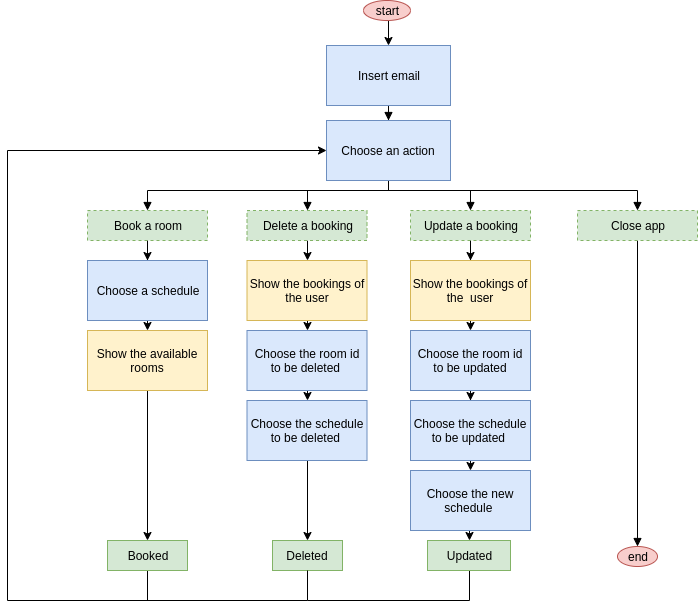 start
Insert email
Choose an action
Book a room
Delete a booking
Update a booking
Close app
Choose a schedule
Show the bookings of
the user
Show the bookings of
the user
Show the available
rooms
Choose the room id
to be deleted
Choose the room id
to be updated
Choose the schedule
to be deleted
Choose the schedule
to be updated
Choose the new
schedule
Booked
Deleted
Updated
end